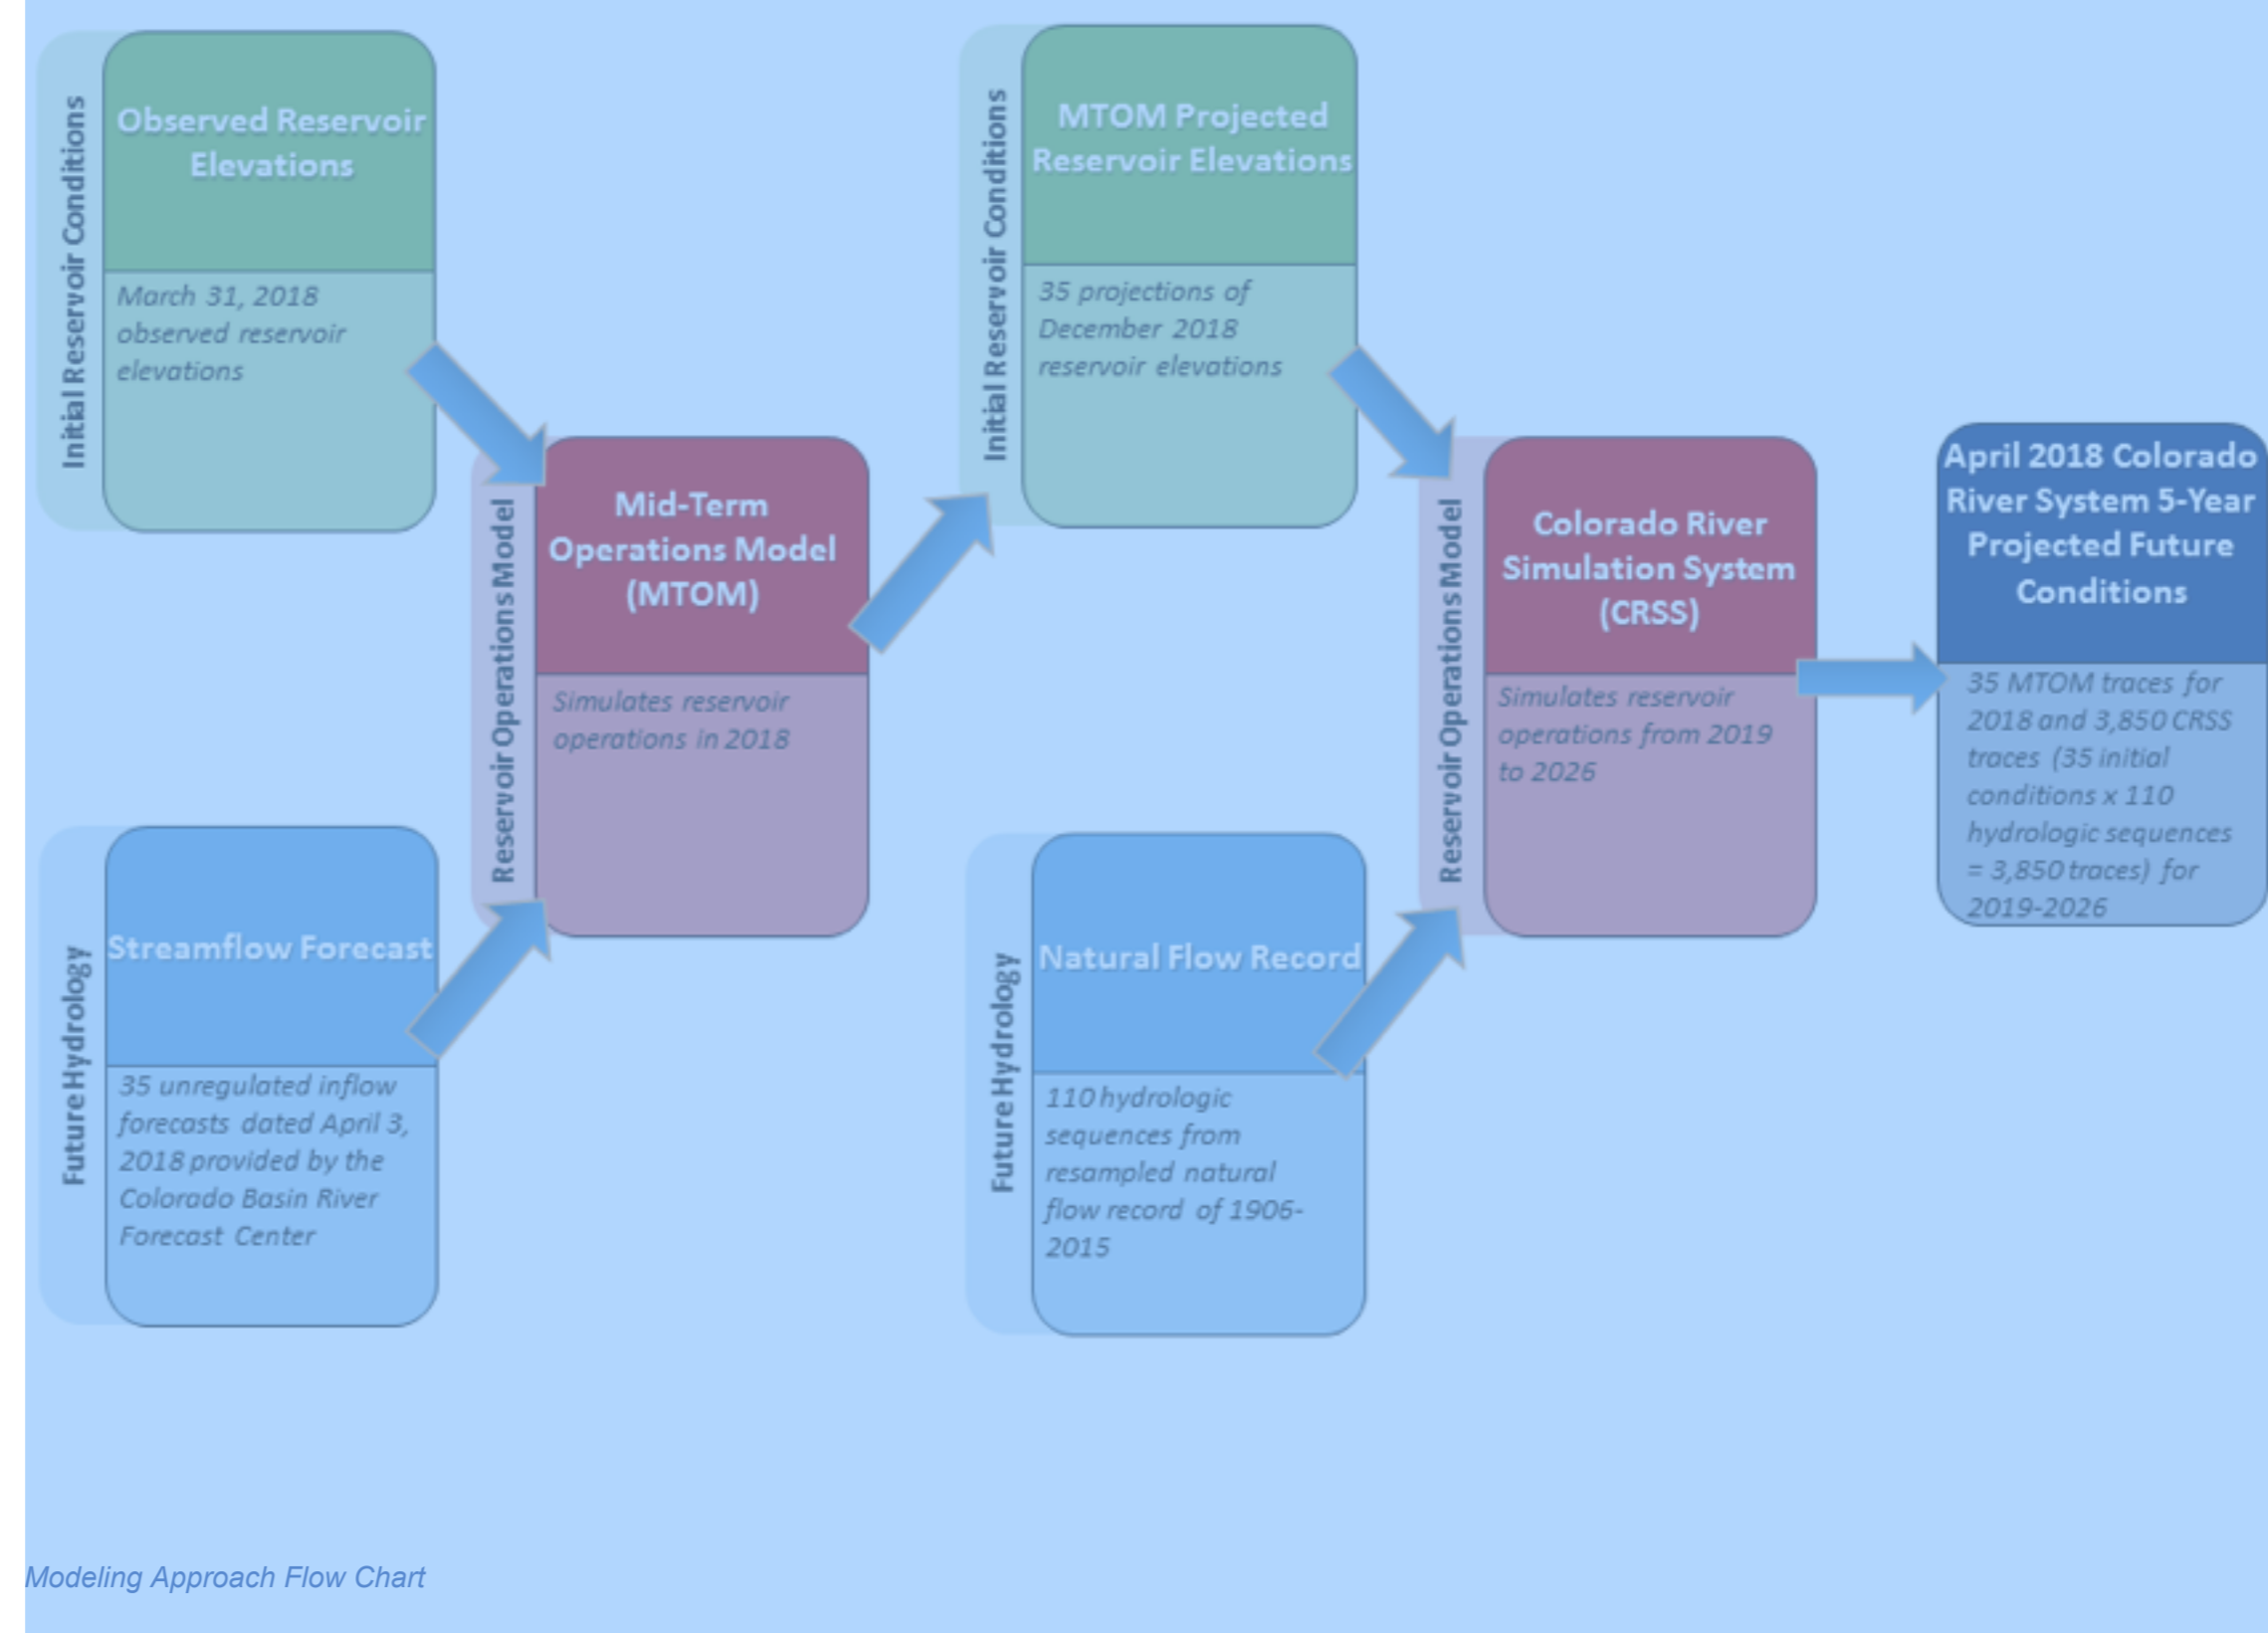 Initial Reservoir Conditions
Observed Reservoir
Elevations
March 31, 2018
observed reservoir
elevations
Future Hydrology
Streamflow Forecast
35 unregulated inflow
forecasts dated April 3,
2018 provided by the
Colorado Basin River
Forecast Center
Reservoir Operations Model
Mid-Term
Operations Model
(MTOM)
Simulates reservoir
operations in 2018
Initial Reservoir Conditions
MTOM Projected
Reservoir Elevations
35 projections of
December 2018
reservoir elevations
Future Hydrology
Natural Flow Record
110 hydrologic
sequences from
resampled natural
flow record of 1906-
2015
Reservoir Operations Model
Colorado River
Simulation System
(CRSS)
Simulates reservoir
operations from 2019
to 2026
April 2018 Colorado
River System 5-Year
Projected Future
Conditions
35 MTOM traces for
2018 and 3,850 CRSS
traces (35 initial
conditions x 110
hydrologic sequences
= 3,850 traces) for
2019-2026
Modeling Approach Flow Chart